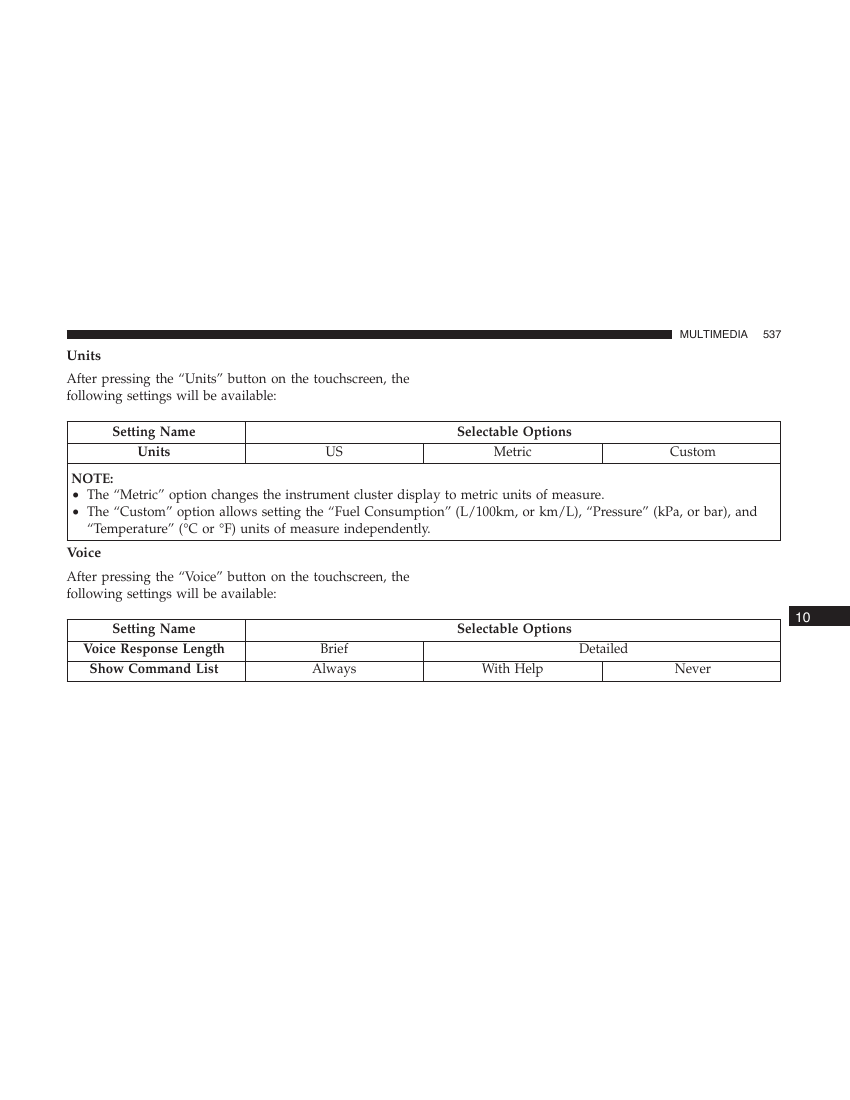 MULTIMEDIA 537
Units
After pressing the “Units” button on the touchscreen, the
following settings will be available:
Setting Name Selectable Options
Units US Metric Custom
NOTE:
• The “Metric” option changes the instrument cluster display to metric units of measure.
• The “Custom” option allows setting the “Fuel Consumption” (L/100km, or km/L), “Pressure” (kPa, or bar), and
“Temperature” (°C or °F) units of measure independently.
Voice
After pressing the “Voice” button on the touchscreen, the
following settings will be available:
10
Setting Name Selectable Options
Voice Response Length Brief Detailed
Show Command List Always With Help Never